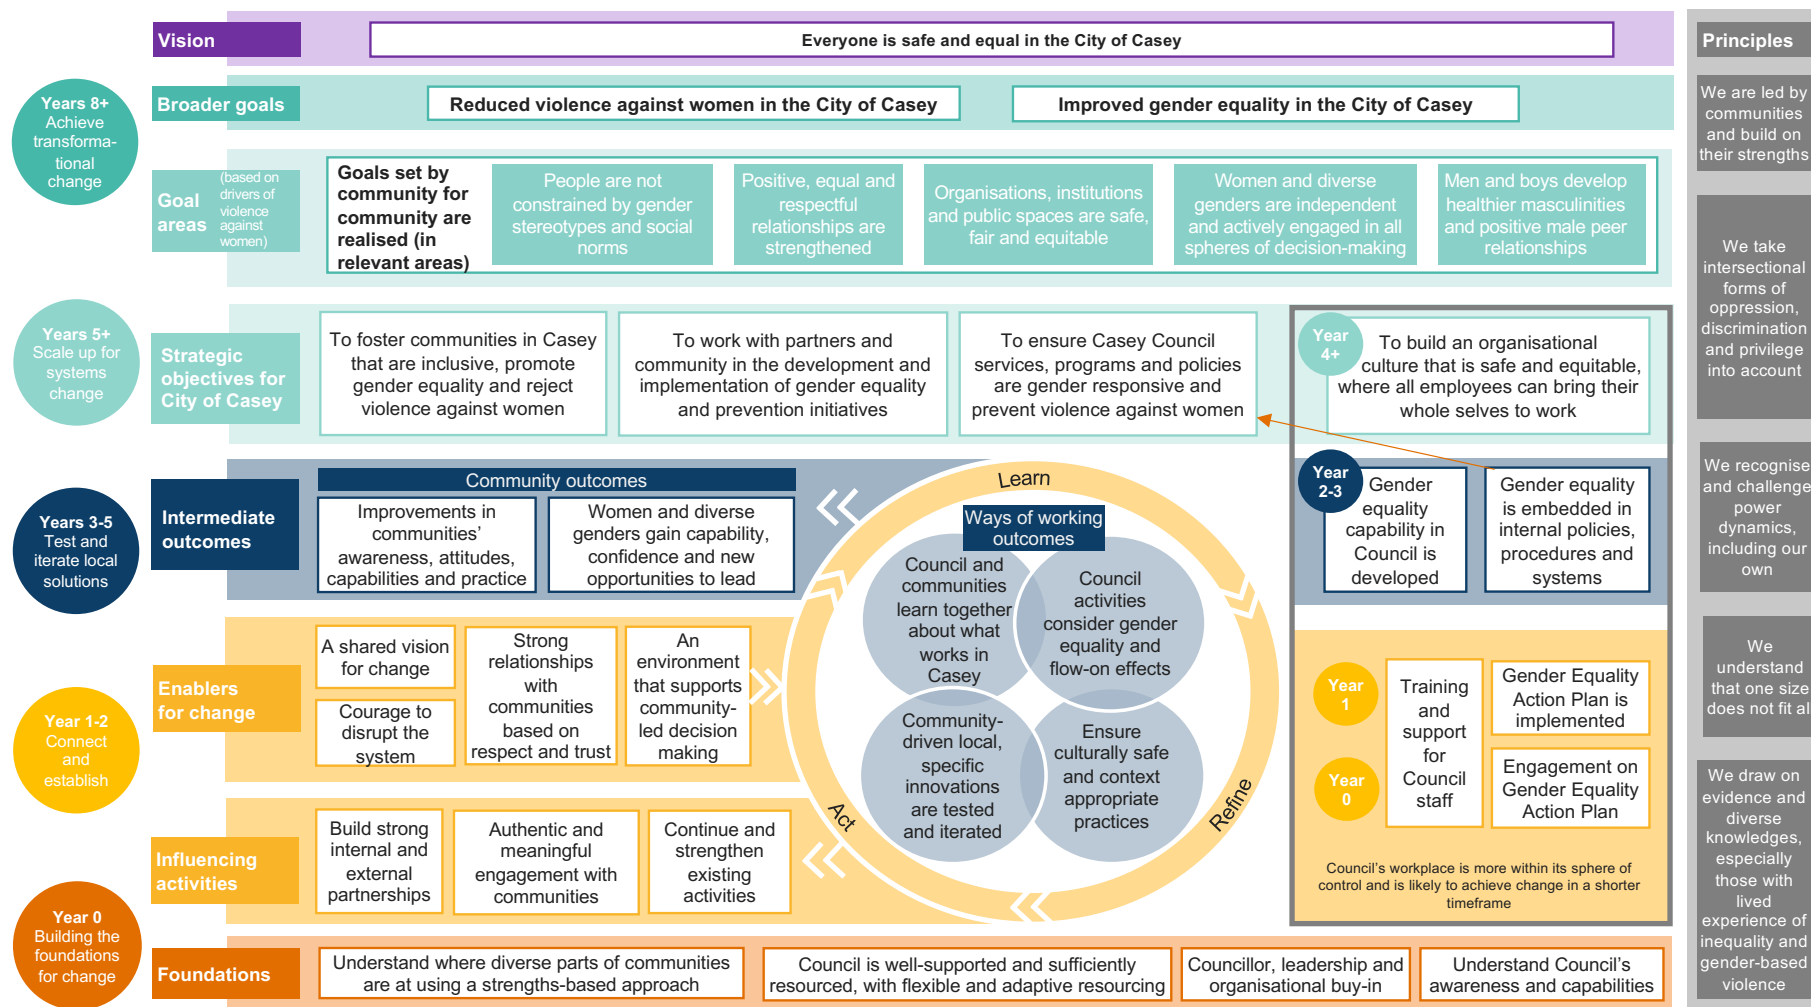 Vision
Everyone is safe and equal in the City of Casey
Years 8+
Achieve
transforma-
tional
change
Broader goals
Reduced violence against women in the City of Casey
Improved gender equality in the City of Casey
Goal
areas
(based on
drivers of
violence
against
women)
Goals set by
community for
community are
realised (in
relevant areas)
People are not
constrained by gender
stereotypes and social
norms
Positive, equal and
respectful
relationships are
strengthened
Organisations, institutions
and public spaces are safe,
fair and equitable
Women and diverse
genders are independent
and actively engaged in all
spheres of decision-making
Men and boys develop
healthier masculinities
and positive male peer
relationships
Years 5+
Scale up for
systems
change
Strategic
objectives for
City of Casey
To foster communities in Casey
that are inclusive, promote
gender equality and reject
violence against women
To work with partners and
community in the development and
implementation of gender equality
and prevention initiatives
To ensure Casey Council
services, programs and policies
are gender responsive and
prevent violence against women
Year
4+
To build an organisational
culture that is safe and equitable,
where all employees can bring their
whole selves to work
Years 3-5
Test and
iterate local
solutions
Intermediate
outcomes
Community outcomes
Improvements in
communities'
awareness, attitudes,
capabilities and practice
Women and diverse
genders gain capability,
confidence and new
opportunities to lead
Learn
Refine
Act
Ways of working
outcomes
Council and
communities
learn together
about what
works in
Casey
Council
activities
consider gender
equality and
flow-on effects
Community-
driven local,
specific
innovations
are tested
and iterated
Ensure
culturally safe
and context
appropriate
practices
Year
2-3
Gender
equality
capability in
Council is
developed
Gender equality
is embedded in
internal policies,
procedures and
systems
Year 1-2
Connect
and
establish
Enablers
for change
A shared vision
for change
Courage to
disrupt the
system
Strong
relationships
with
communities
based on
respect and trust
An
environment
that supports
community-
led decision
making
Year
1
Year
0
Training
and
support
for
Council
staff
Gender Equality
Action Plan is
implemented
Engagement on
Gender Equality
Action Plan
Council's workplace is more within its sphere of
control and is likely to achieve change in a shorter
timeframe
Influencing
activities
Build strong
internal and
external
partnerships
Authentic and
meaningful
engagement with
communities
Continue and
strengthen
existing
activities
Year 0
Building the
foundations
for change
Foundations
Understand where diverse parts of communities
are at using a strengths-based approach
Council is well-supported and sufficiently
resourced, with flexible and adaptive resourcing
Councillor, leadership and
organisational buy-in
Understand Council's
awareness and capabilities
Principles
We are led by
communities
and build on
their strengths
We take
intersectional
forms of
oppression,
discrimination
and privilege
into account
We recognise
and challenge
power
dynamics,
including our
own
We
understand
that one size
does not fit al
We draw on
evidence and
diverse
knowledges,
especially
those with
lived
experience of
inequality and
gender-based
violence